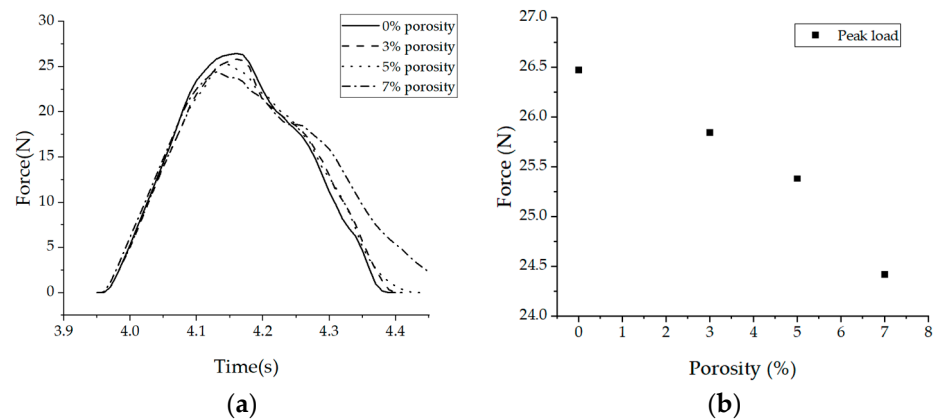 30
25
20
15
10
5
0
Force(N)
0% porosity
3% porosity
5% porosity
7% porosity
3.9 4.0 4.1 4.2 4.3 4.4
Time(s)
(a)
27.0
26.5
26.0
25.5
25.0
24.5
24.0
Force (N)
Peak load
0 1 2 3 4 5 6 7 8
Porosity (%)
(b)